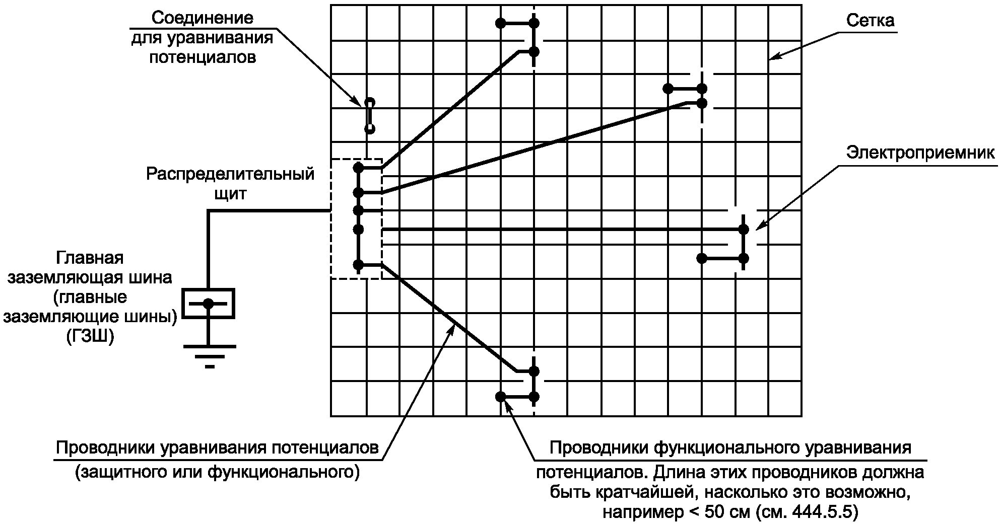 Соединение
для уравнивания
потенциалов
Сетка
Электроприемник
Распределительный
щит
Главная
заземляющая шина
(главные
заземляющие шины)
(ГЗШ)
Проводники уравнивания потенциалов
(защитного или функционального)
Проводники функционального уравнивания
потенциалов. Длина этих проводников должна
быть кратчайшей, насколько это возможно,
например < 50 см (см. 444.5.5)